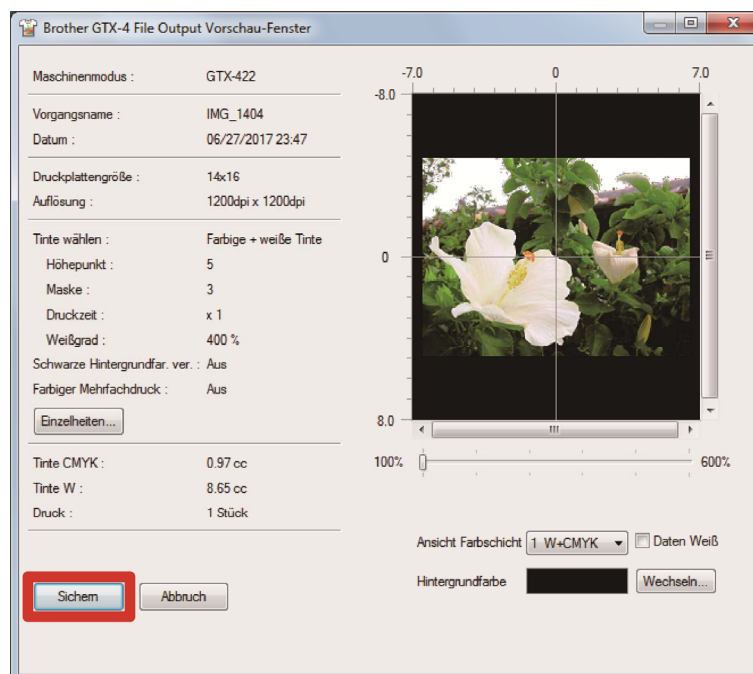 Brother GTX-4 File Output Vorschau-Fenster
Maschinenmodus : GTX-422
Vorgangsname : IMG_1404
Datum : 06/27/2017 23:47
Druckplattengröße : 14x16
Auflösung : 1200dpi x 1200dpi
Tinte wählen : Farbige + weiße Tinte
Höhepunkt : 5
Maske : 3
Druckzeit : x 1
Weißgrad : 400 %
Schwarze Hintergrundfar. ver. : Aus
Farbiger Mehrfachdruck : Aus
Einzelheiten...
Tinte CMYK : 0.97 cc
Tinte W : 8.65 cc
Druck : 1 Stück
Sichern
Abbruch
-7.0 0 7.0
-8.0
0
8.0
100% 600%
Ansicht Farbschicht 1 W+CMYK Daten Weiß
Hintergrundfarbe Wechseln...